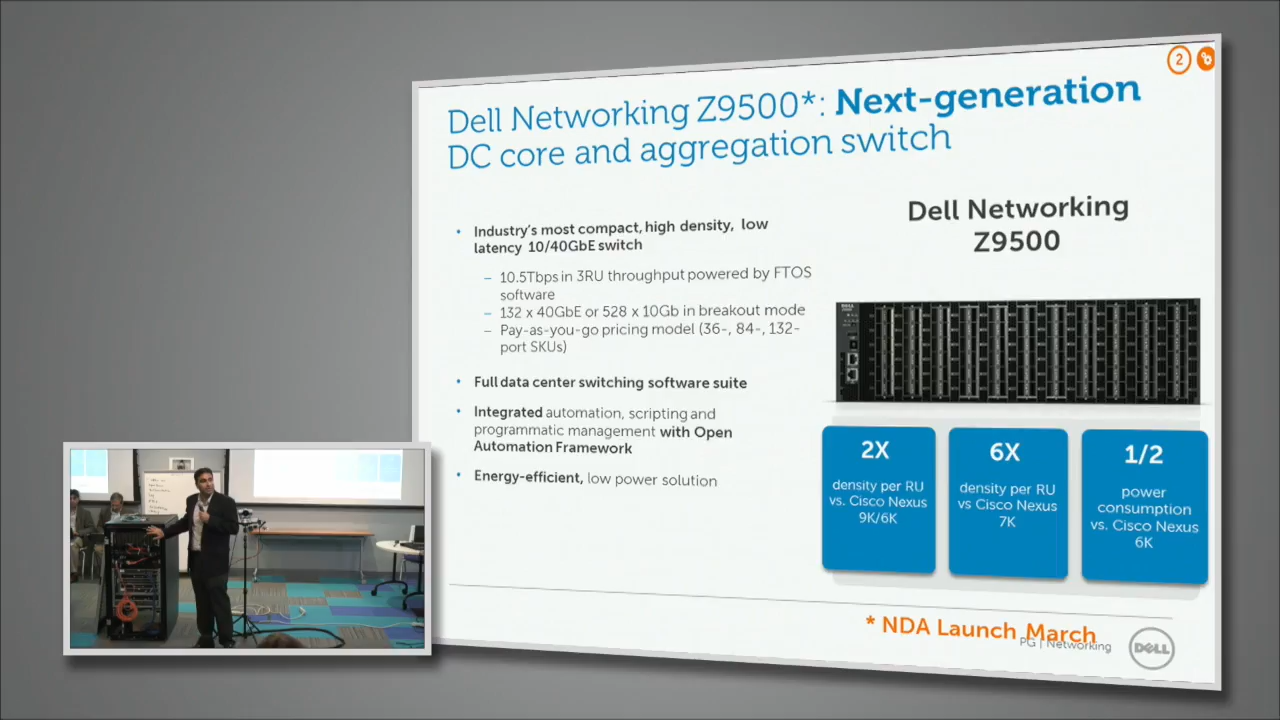 2
Dell Networking Z9500*: Next-generation
DC core and aggregation switch
• Industry's most compact, high density, low
latency 10/40GbE switch
– 10.5Tbps in 3RU throughput powered by FTOS
software
– 132 x 40GbE or 528 x 10Gb in breakout mode
– Pay-as-you-go pricing model (36-, 84-, 132-
port SKUs)
• Full data center switching software suite
• Integrated automation, scripting and
programmatic management with Open
Automation Framework
• Energy-efficient, low power solution
Dell Networking
Z9500
DELL
2X
density per RU
vs. Cisco Nexus
9K/6K
6X
density per RU
vs Cisco Nexus
7K
1/2
power
consumption
vs. Cisco Nexus
6K
* NDA Launch March
PG | Networking
DELL